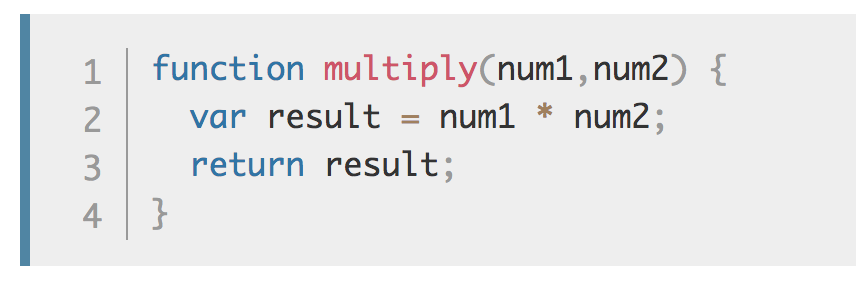 1 function multiply(num1,num2) {
2   var result = num1 * num2;
3   return result;
4 }